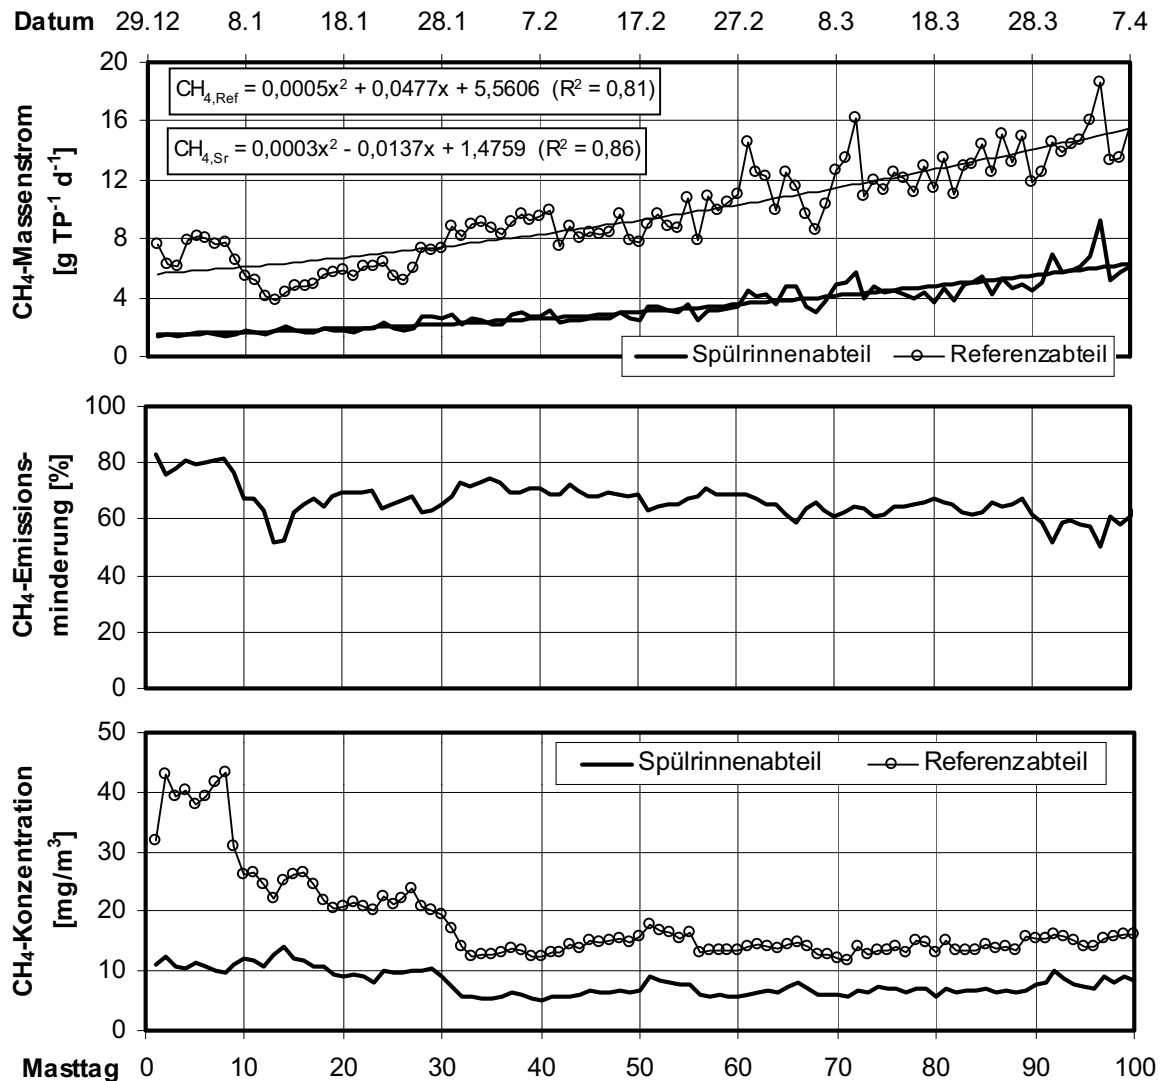 Datum 29.12 8.1 18.1 28.1 7.2 17.2 27.2 8.3 18.3 28.3 7.4
CH₄-Massenstrom
[g TP⁻¹ d⁻¹]
20
16
12
8
4
0
CH₄,Ref = 0,0005x² + 0,0477x + 5,5606 (R² = 0,81)
CH₄,Sr = 0,0003x² - 0,0137x + 1,4759 (R² = 0,86)
Spülrinnenabteil Referenzabteil
CH₄-Emissions-
minderung [%]
100
80
60
40
20
0
CH₄-Konzentration
[mg/m³]
50
40
30
20
10
0
Spülrinnenabteil Referenzabteil
Masttag 0 10 20 30 40 50 60 70 80 90 100